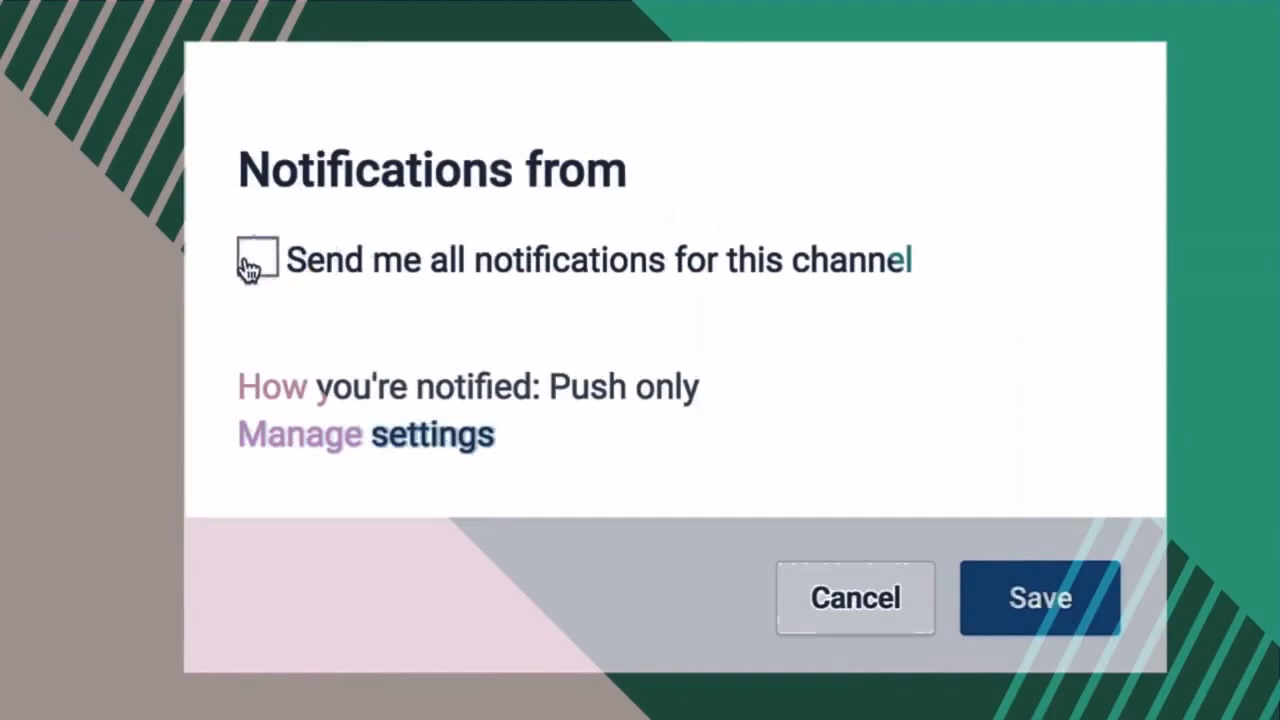 Notifications from
Send me all notifications for this channel
How you're notified: Push only
Manage settings
Cancel
Save